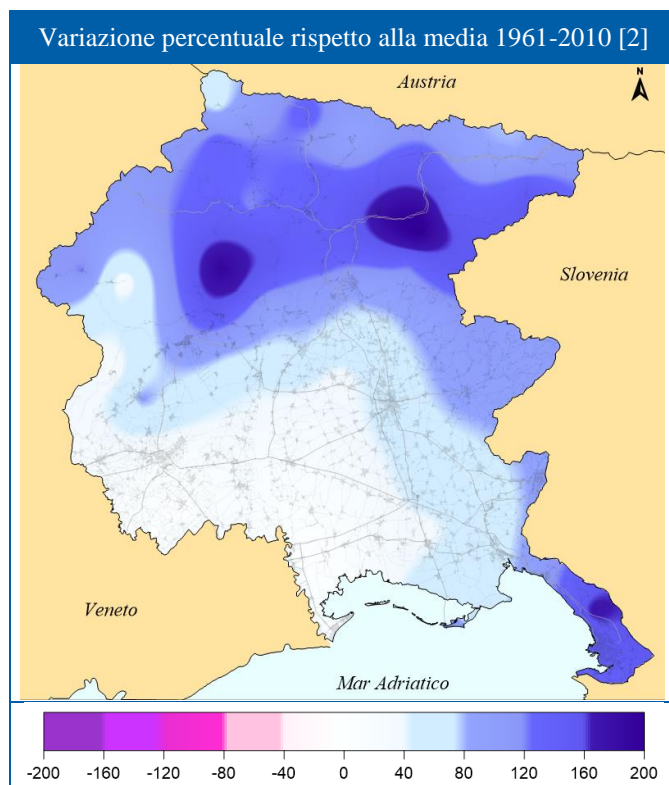 Variazione percentuale rispetto alla media 1961-2010 [2]
Austria
N
Slovenia
Veneto
Mar Adriatico
-200 -160 -120 -80 -40 0 40 80 120 160 200